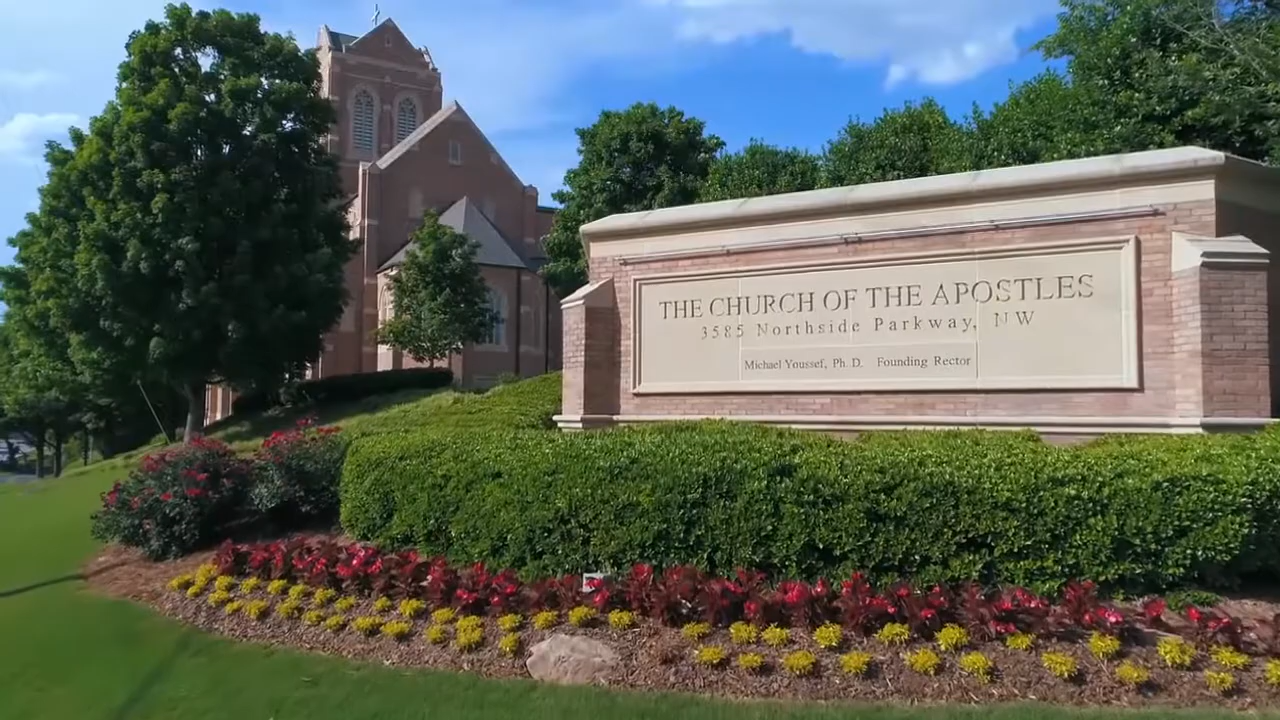 THE CHURCH OF THE APOSTLES
3585 Northside Parkway, NW
Michael Youssef, Ph. D. Founding Rector